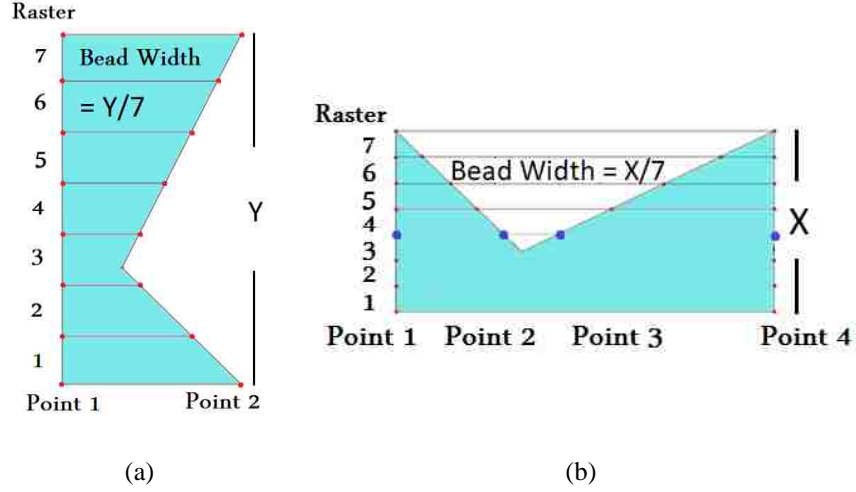 Raster
7 Bead Width
6 = Y/7
5
4 Y
3
2
1
Point 1 Point 2
(a)
Raster
7
6 Bead Width = X/7
5
4 X
3
2
1
Point 1 Point 2 Point 3 Point 4
(b)